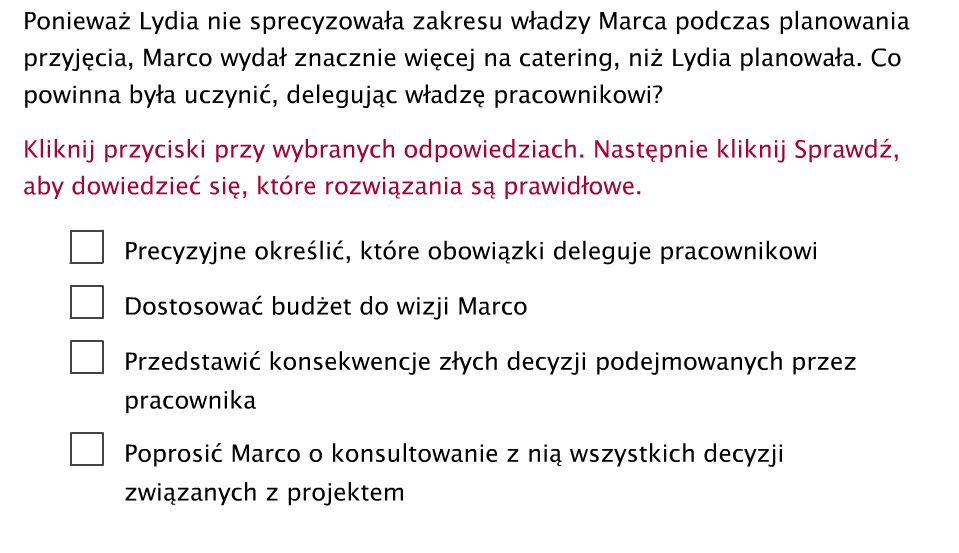 Ponieważ Lydia nie sprecyzowała zakresu władzy Marca podczas planowania
przyjęcia, Marco wydał znacznie więcej na catering, niż Lydia planowała. Co
powinna była uczynić, delegując władzę pracownikowi?
Kliknij przyciski przy wybranych odpowiedziach. Następnie kliknij Sprawdź,
aby dowiedzieć się, które rozwiązania są prawidłowe.
Precyzyjne określić, które obowiązki deleguje pracownikowi
Dostosować budżet do wizji Marco
Przedstawić konsekwencje złych decyzji podejmowanych przez
pracownika
Poprosić Marco o konsultowanie z nią wszystkich decyzji
związanych z projektem